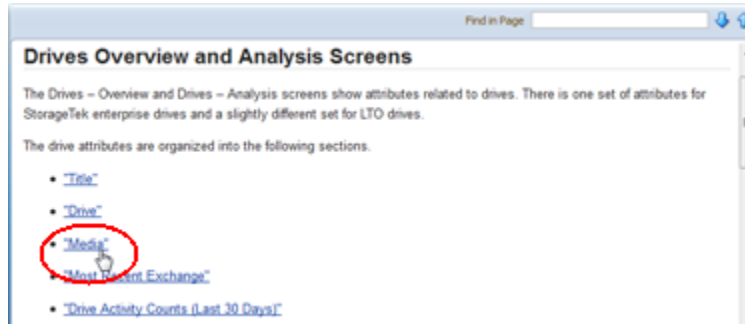 Find in Page
Drives Overview and Analysis Screens
The Drives – Overview and Drives – Analysis screens show attributes related to drives. There is one set of attributes for
StorageTek enterprise drives and a slightly different set for LTO drives.
The drive attributes are organized into the following sections.
• "Title"
• "Drive"
• "Media"
• "Most Recent Exchange"
• "Drive Activity Counts (Last 30 Days)"